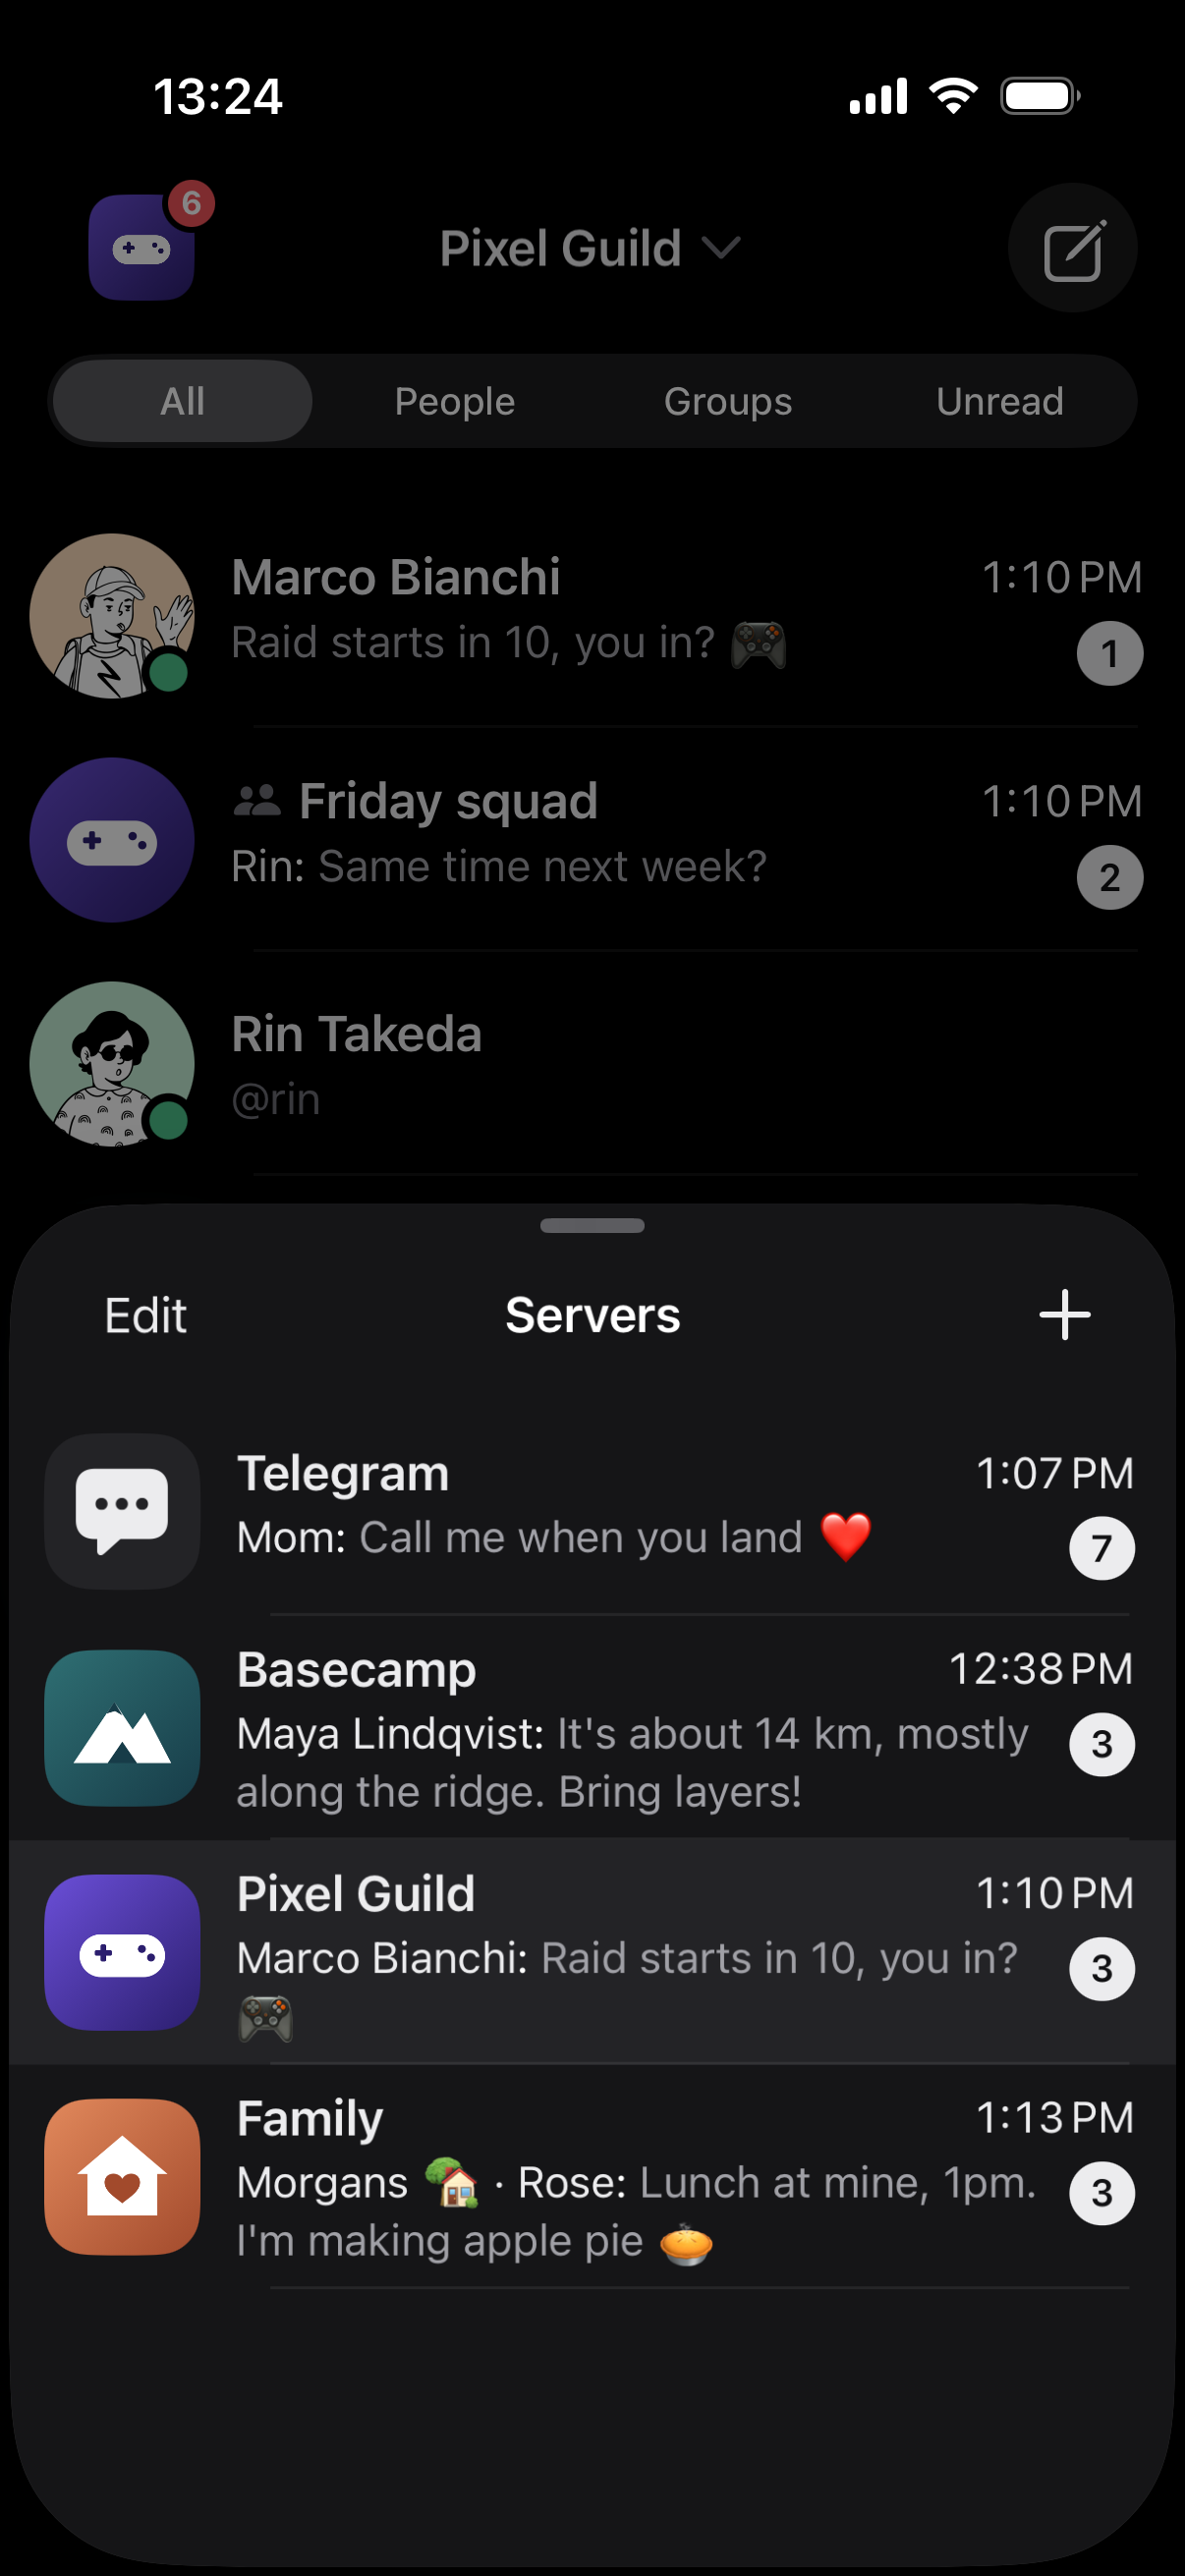 13:24
6
Pixel Guild
All People Groups Unread
Marco Bianchi 1:10 PM
Raid starts in 10, you in? 🎮 1
Friday squad 1:10 PM
Rin: Same time next week? 2
Rin Takeda
@rin
Edit Servers
Telegram 1:07 PM
Mom: Call me when you land ❤️ 7
Basecamp 12:38 PM
Maya Lindqvist: It's about 14 km, mostly 3
along the ridge. Bring layers!
Pixel Guild 1:10 PM
Marco Bianchi: Raid starts in 10, you in? 3
🎮
Family 1:13 PM
Morgans 🏡 · Rose: Lunch at mine, 1pm. 3
I'm making apple pie 🥧